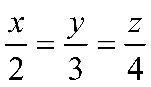 x/2 = y/3 = z/4